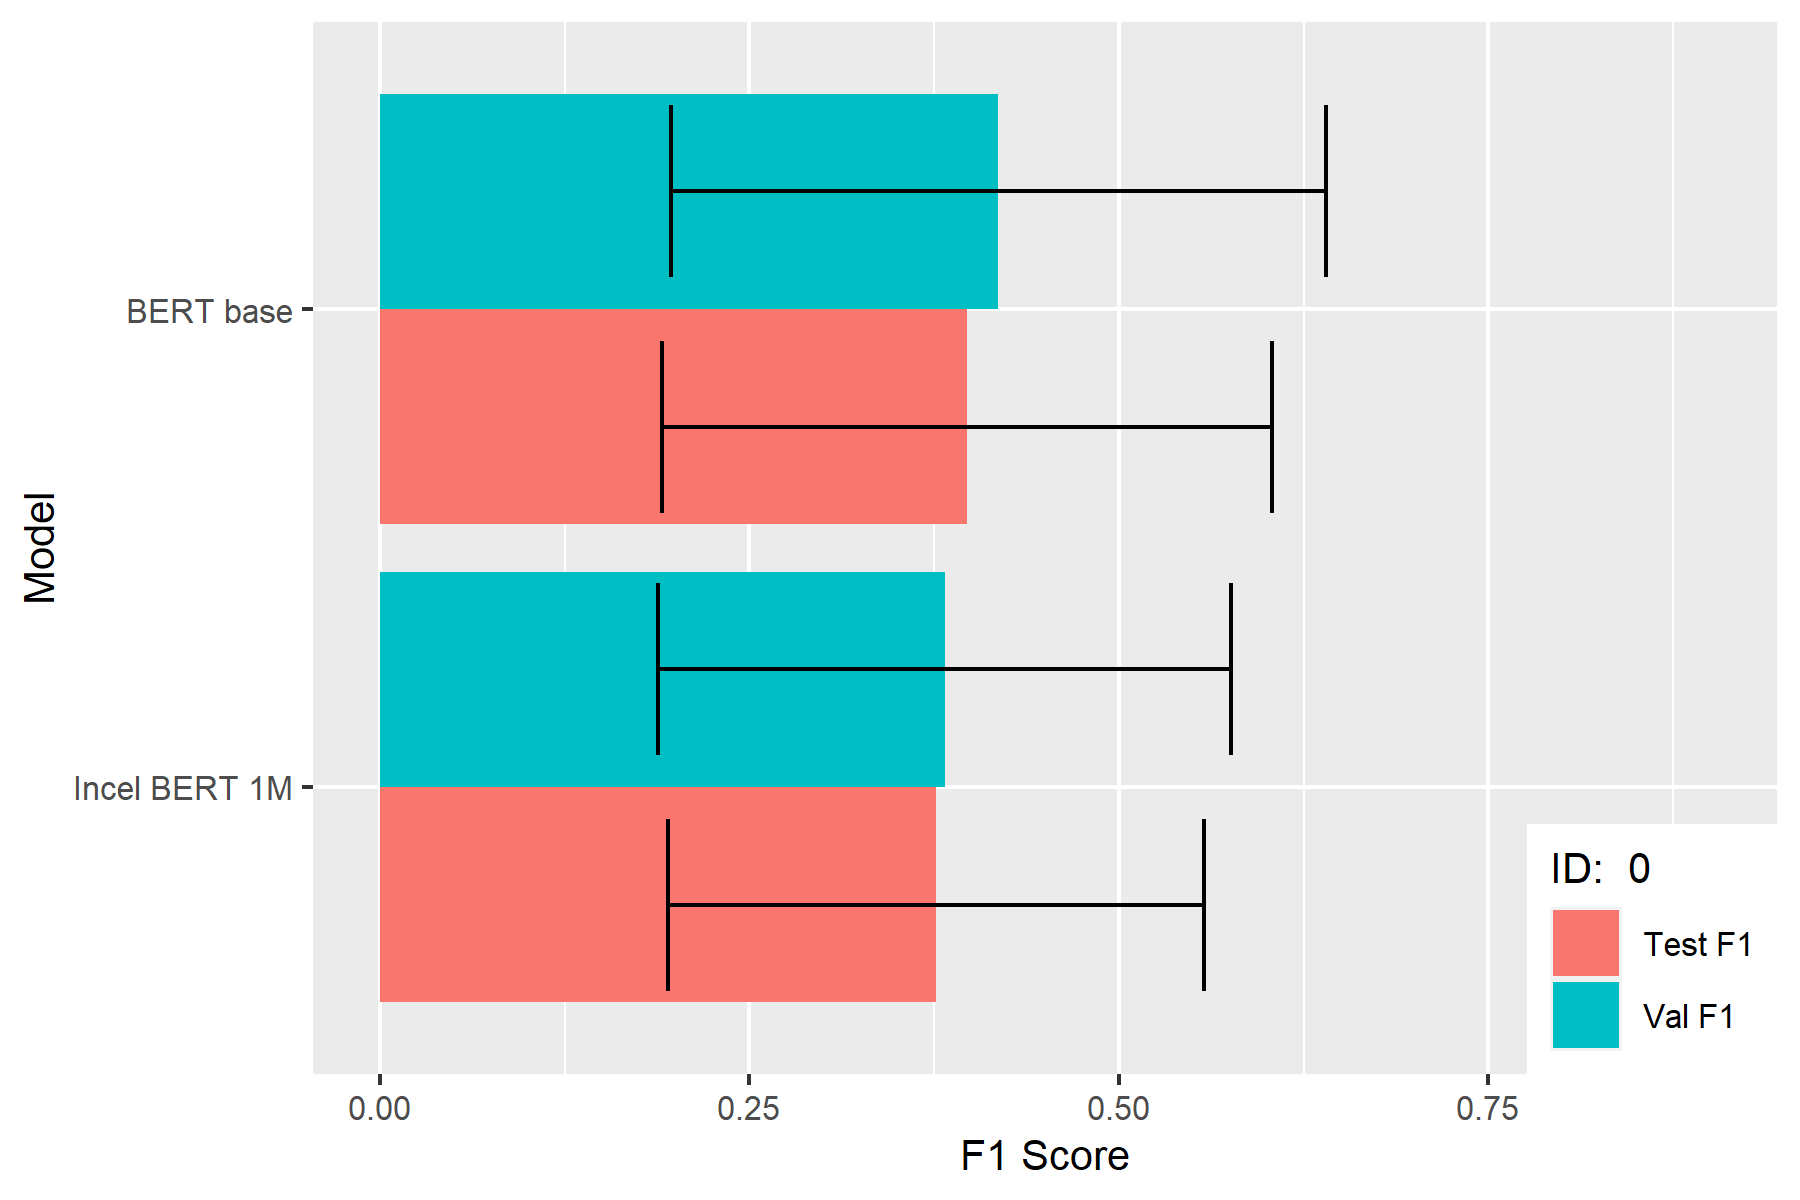 BERT base
Incel BERT 1M
Model
0.00 0.25 0.50 0.75
F1 Score
ID: 0
Test F1
Val F1